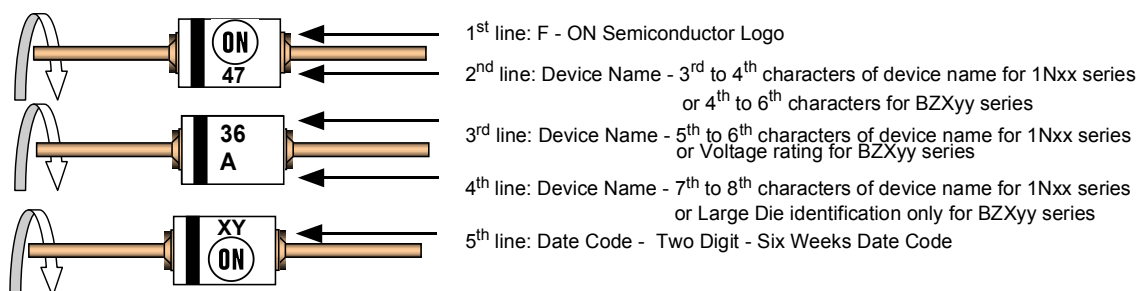 ON
47
36
A
XY
ON
1st line: F - ON Semiconductor Logo
2nd line: Device Name - 3rd to 4th characters of device name for 1Nxx series
or 4th to 6th characters for BZXyy series
3rd line: Device Name - 5th to 6th characters of device name for 1Nxx series
or Voltage rating for BZXyy series
4th line: Device Name - 7th to 8th characters of device name for 1Nxx series
or Large Die identification only for BZXyy series
5th line: Date Code - Two Digit - Six Weeks Date Code